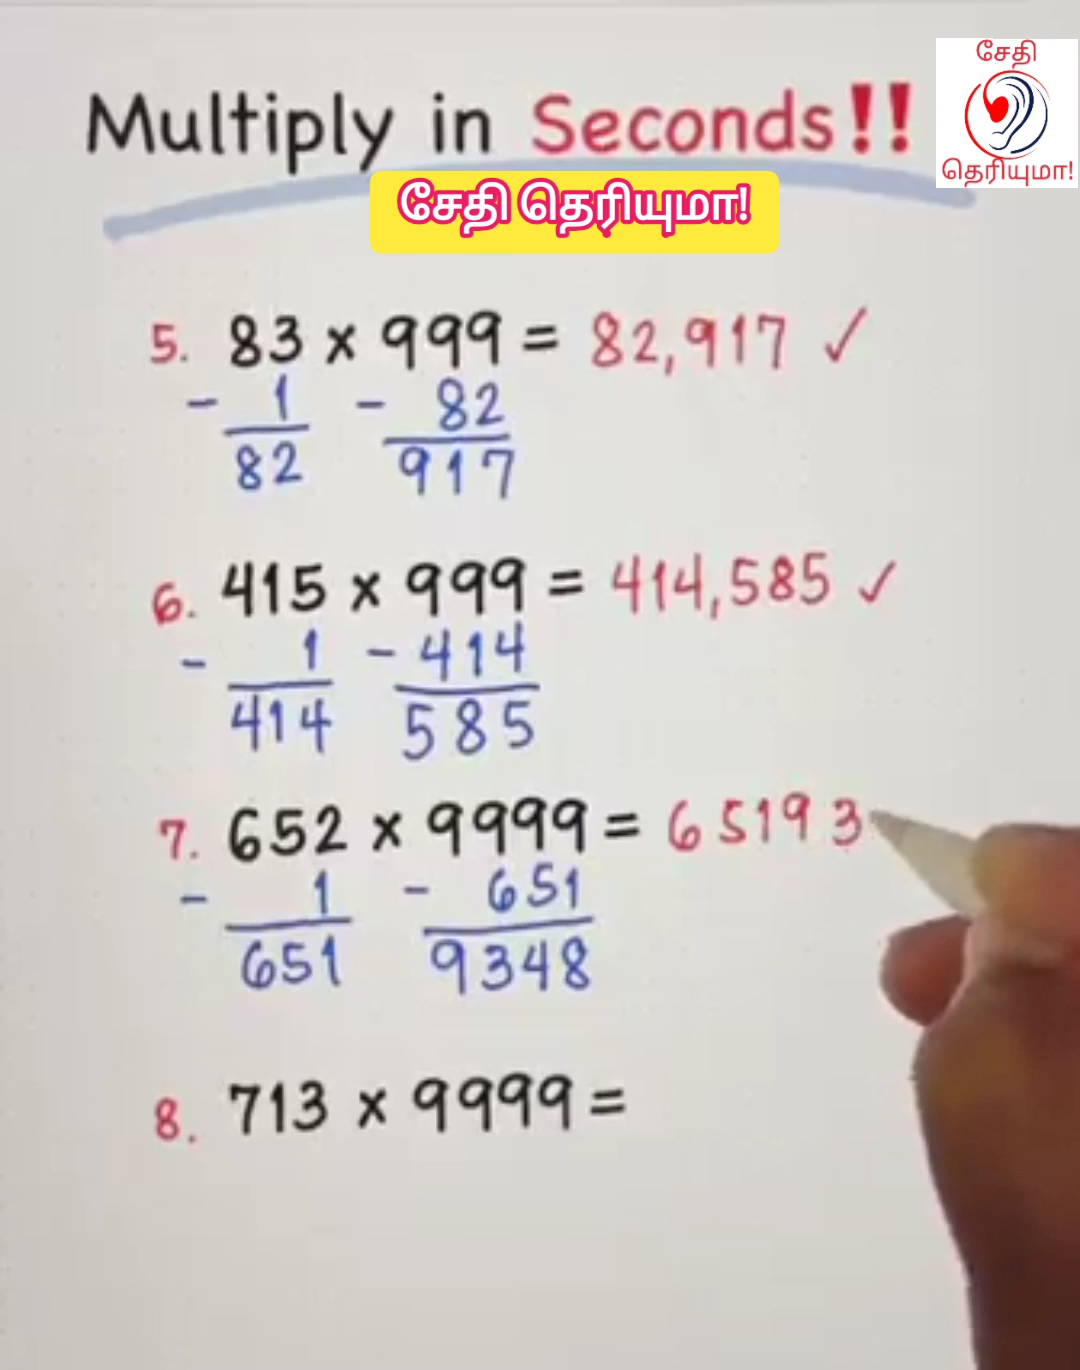 Multiply in Seconds!!
சேதி
தெரியுமா!
சேதி தெரியுமா!
5. 83 x 999 = 82,917 ✓
- 1 - 82
82 917
6. 415 x 999 = 414,585 ✓
- 1 - 414
414 585
7. 652 x 9999 = 65193
- 1 - 651
651 9348
8. 713 x 9999 =